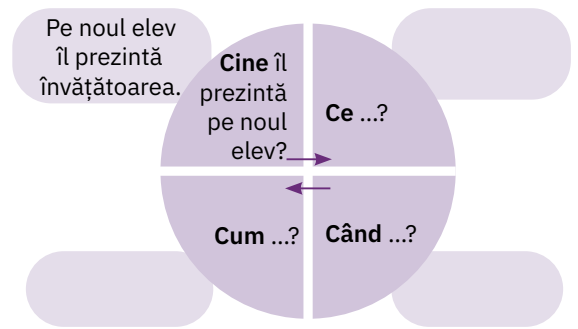 Pe noul elev
îl prezintă
învățătoarea.
Cine îl
prezintă
pe noul
elev?
Ce ...?
Cum ...?
Când ...?